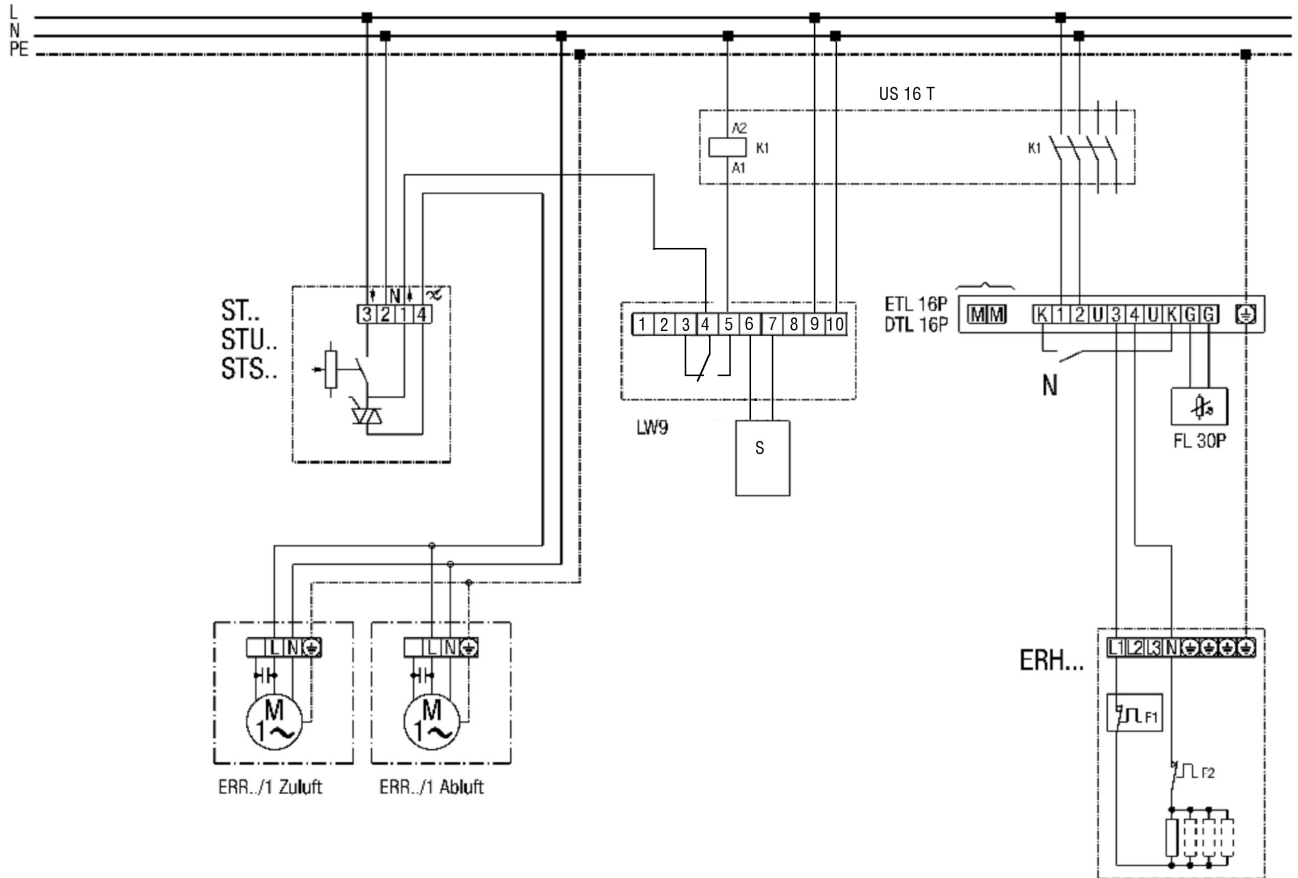 L
N
PE
US 16 T
A2
K1
A1
K1
N
3 2 1 4
ST..
STU..
STS..
1 2 3 4 5 6 7 8 9 10
LW9
S
ETL 16P
DTL 16P
M M
K 1 2 U 3 4 U K G G
N
FL 30P
L N
M
1~
ERR../1 Zuluft
L N
M
1~
ERR../1 Abluft
ERH...
L1 L2 L3 N
F1
F2